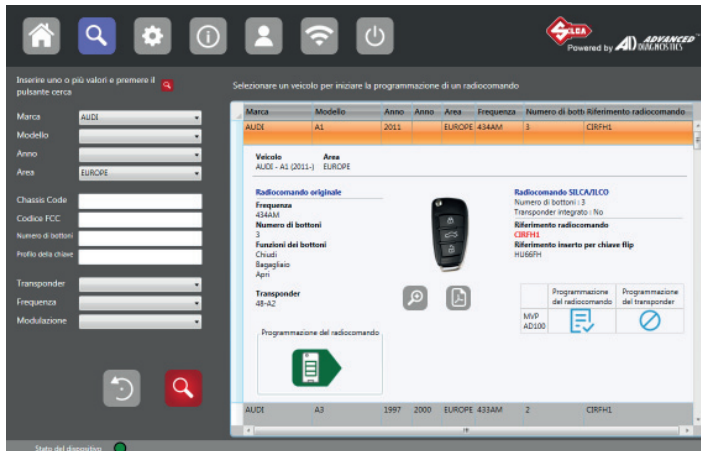 SILCA
Powered by AD ADVANCED DIAGNOSTICS
Inserire uno o più valori e premere il
pulsante cerca
Selezionare un veicolo per iniziare la programmazione di un radiocomando
Marca AUDI
Modello
Anno
Area EUROPE
Chassis Code
Codice FCC
Numero di bottoni
Profilo della chiave
Transponder
Frequenza
Modulazione
Marca Modello Anno Anno Area Frequenza Numero di botti Riferimento radiocomando
AUDI A1 2011 EUROPE 434AM 3 CIRFH1
Veicolo Area
AUDI - A1 (2011-) EUROPE
Radiocomando originale
Frequenza
434AM
Numero di bottoni
3
Funzioni dei bottoni
Chiudi
Bagagliaio
Apri
Transponder
48-A2
Programmazione del radiocomando
Radiocomando SILCA/ILCO
Numero di bottoni : 3
Transponder integrato : No
Riferimento radiocomando
CIRFH1
Riferimento inserto per chiave flip
HU66FH
Programmazione del radiocomando
Programmazione del transponder
MVP
AD100
AUDI A3 1997 2000 EUROPE 433AM 2 CIRFH1
Stato del dispositivo